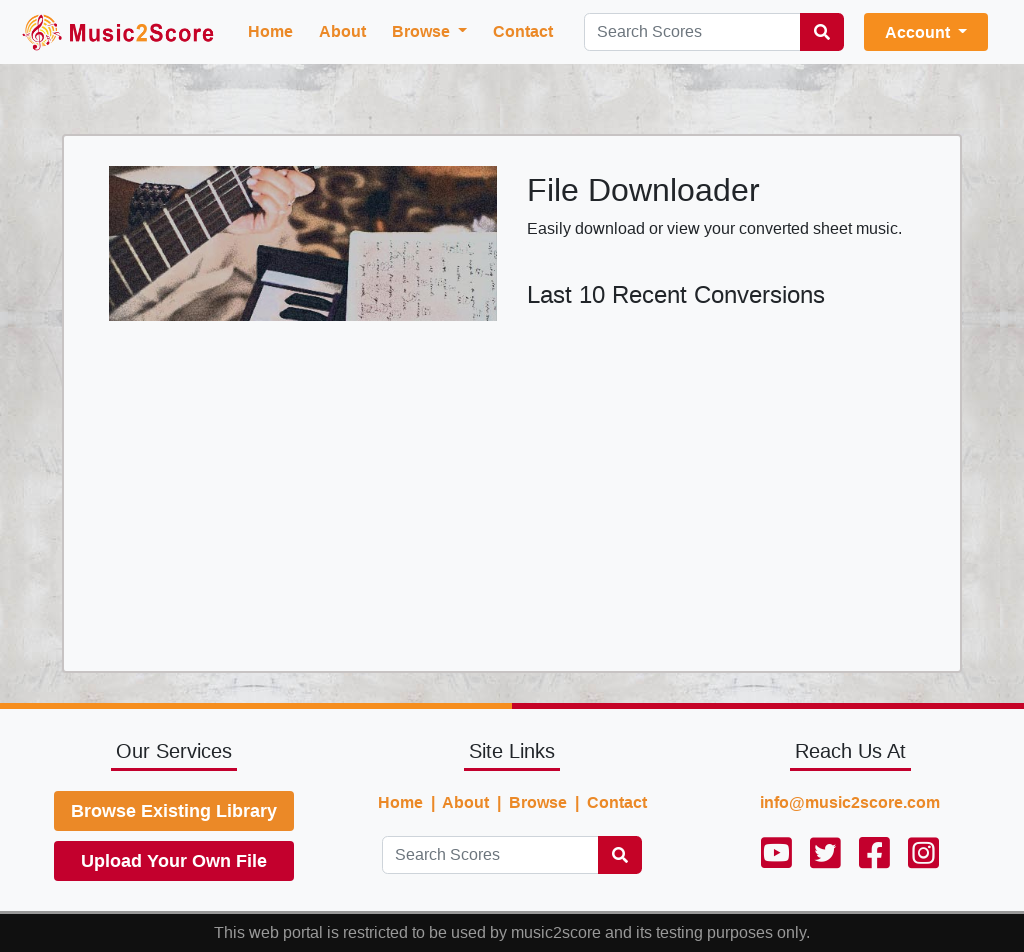 Music2Score
Home
About
Browse
Contact
Search Scores
Account
File Downloader
Easily download or view your converted sheet music.
Last 10 Recent Conversions
Our Services
Browse Existing Library
Upload Your Own File
Site Links
Home | About | Browse | Contact
Search Scores
Reach Us At
info@music2score.com
This web portal is restricted to be used by music2score and its testing purposes only.